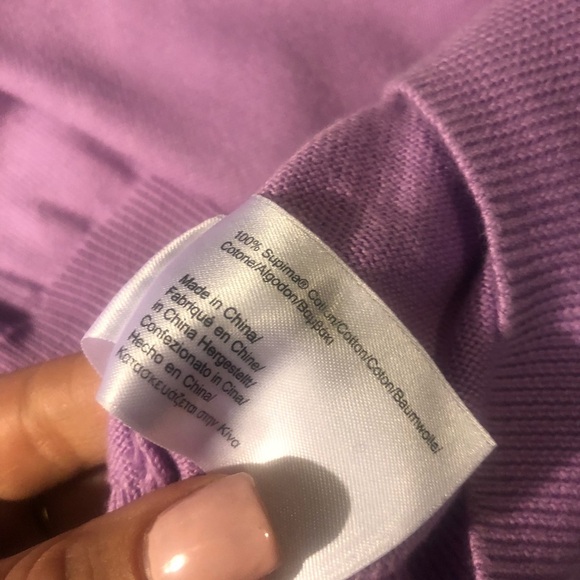 100% Supima® Cotton/Cotton/Coton/Baumwolle/
Cotone/Algodon/Βαμβάκι
Made in China/
Fabriqué en Chine/
in China Hergestellt/
Confezionato in Cina/
Hecho en China/
Κατασκευάζεται στην Κίνα